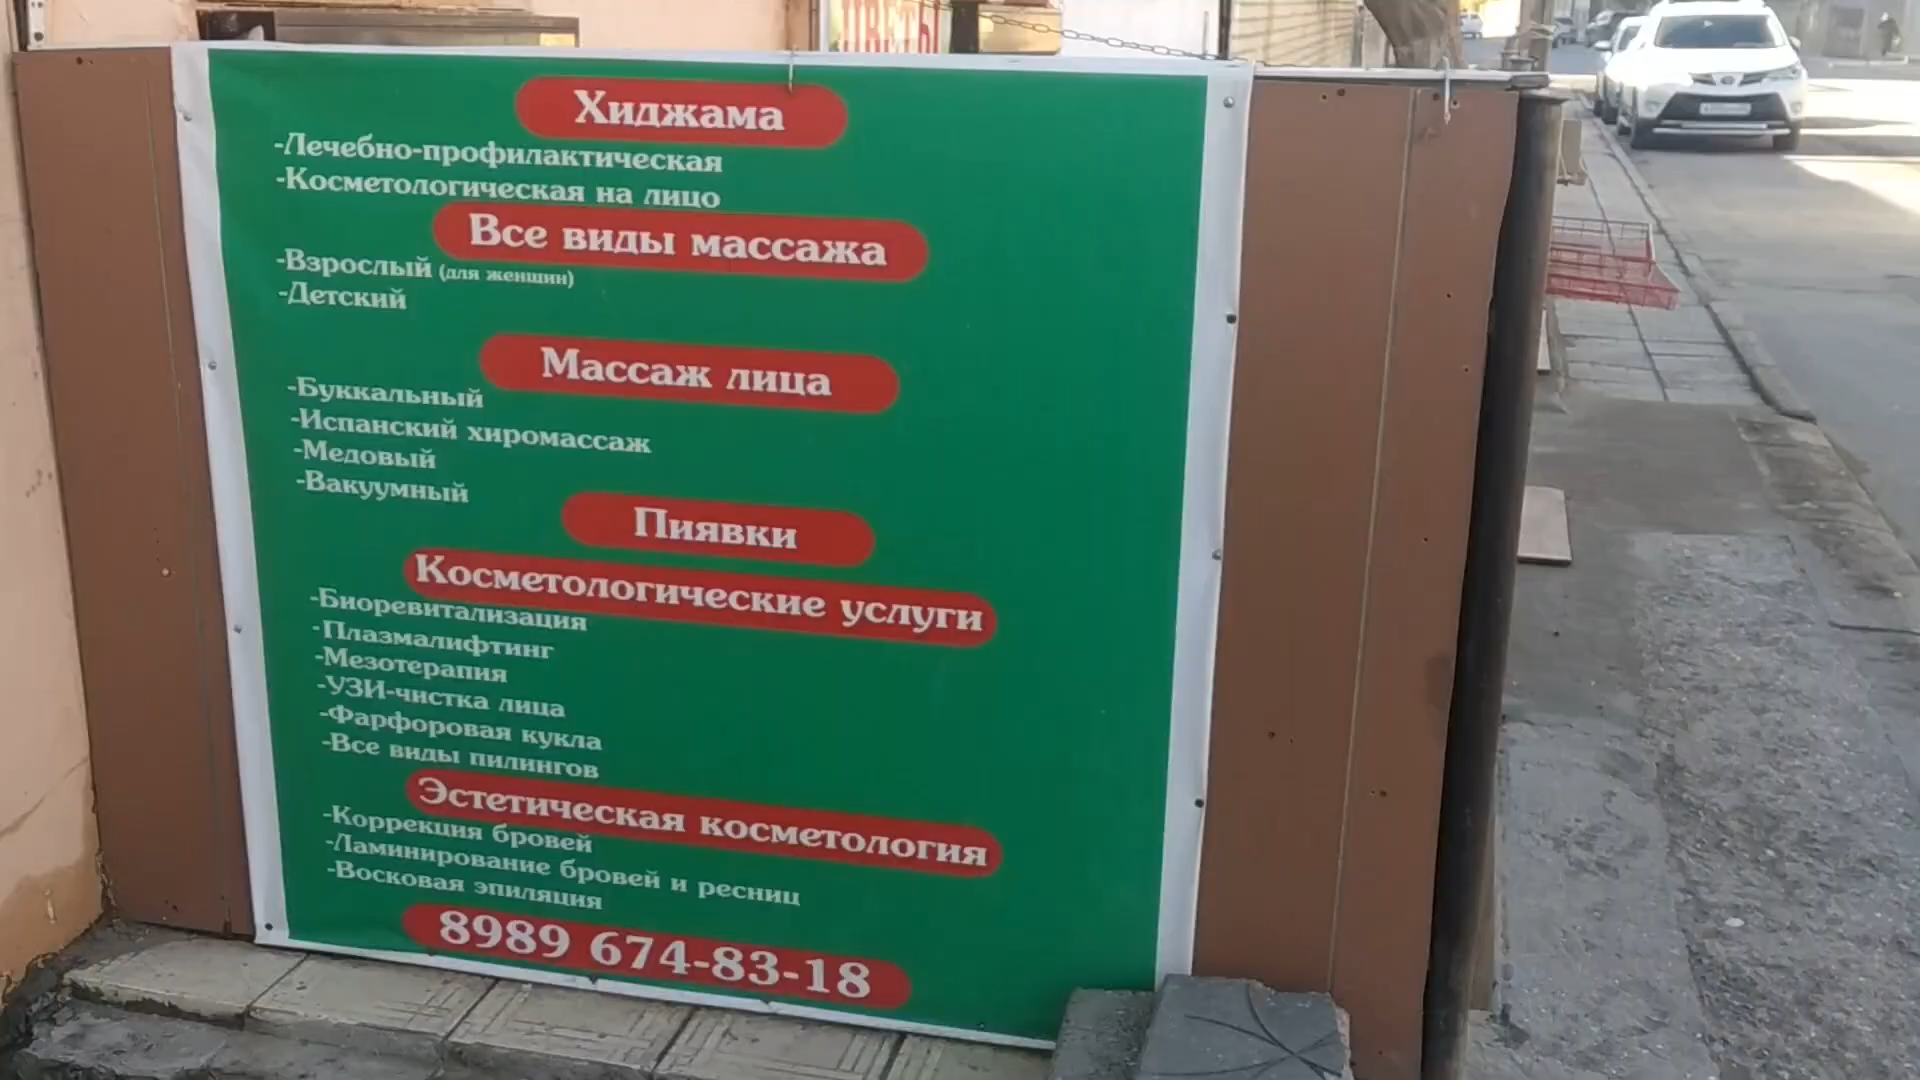 ЦВЕТЫ
Хиджама
-Лечебно-профилактическая
-Косметологическая на лицо
Все виды массажа
-Взрослый (для женщин)
-Детский
Массаж лица
-Буккальный
-Испанский хиромассаж
-Медовый
-Вакуумный
Пиявки
Косметологические услуги
-Биоревитализация
-Плазмалифтинг
-Мезотерапия
-УЗИ-чистка лица
-Фарфоровая кукла
-Все виды пилингов
Эстетическая косметология
-Коррекция бровей
-Ламинирование бровей и ресниц
-Восковая эпиляция
8989 674-83-18